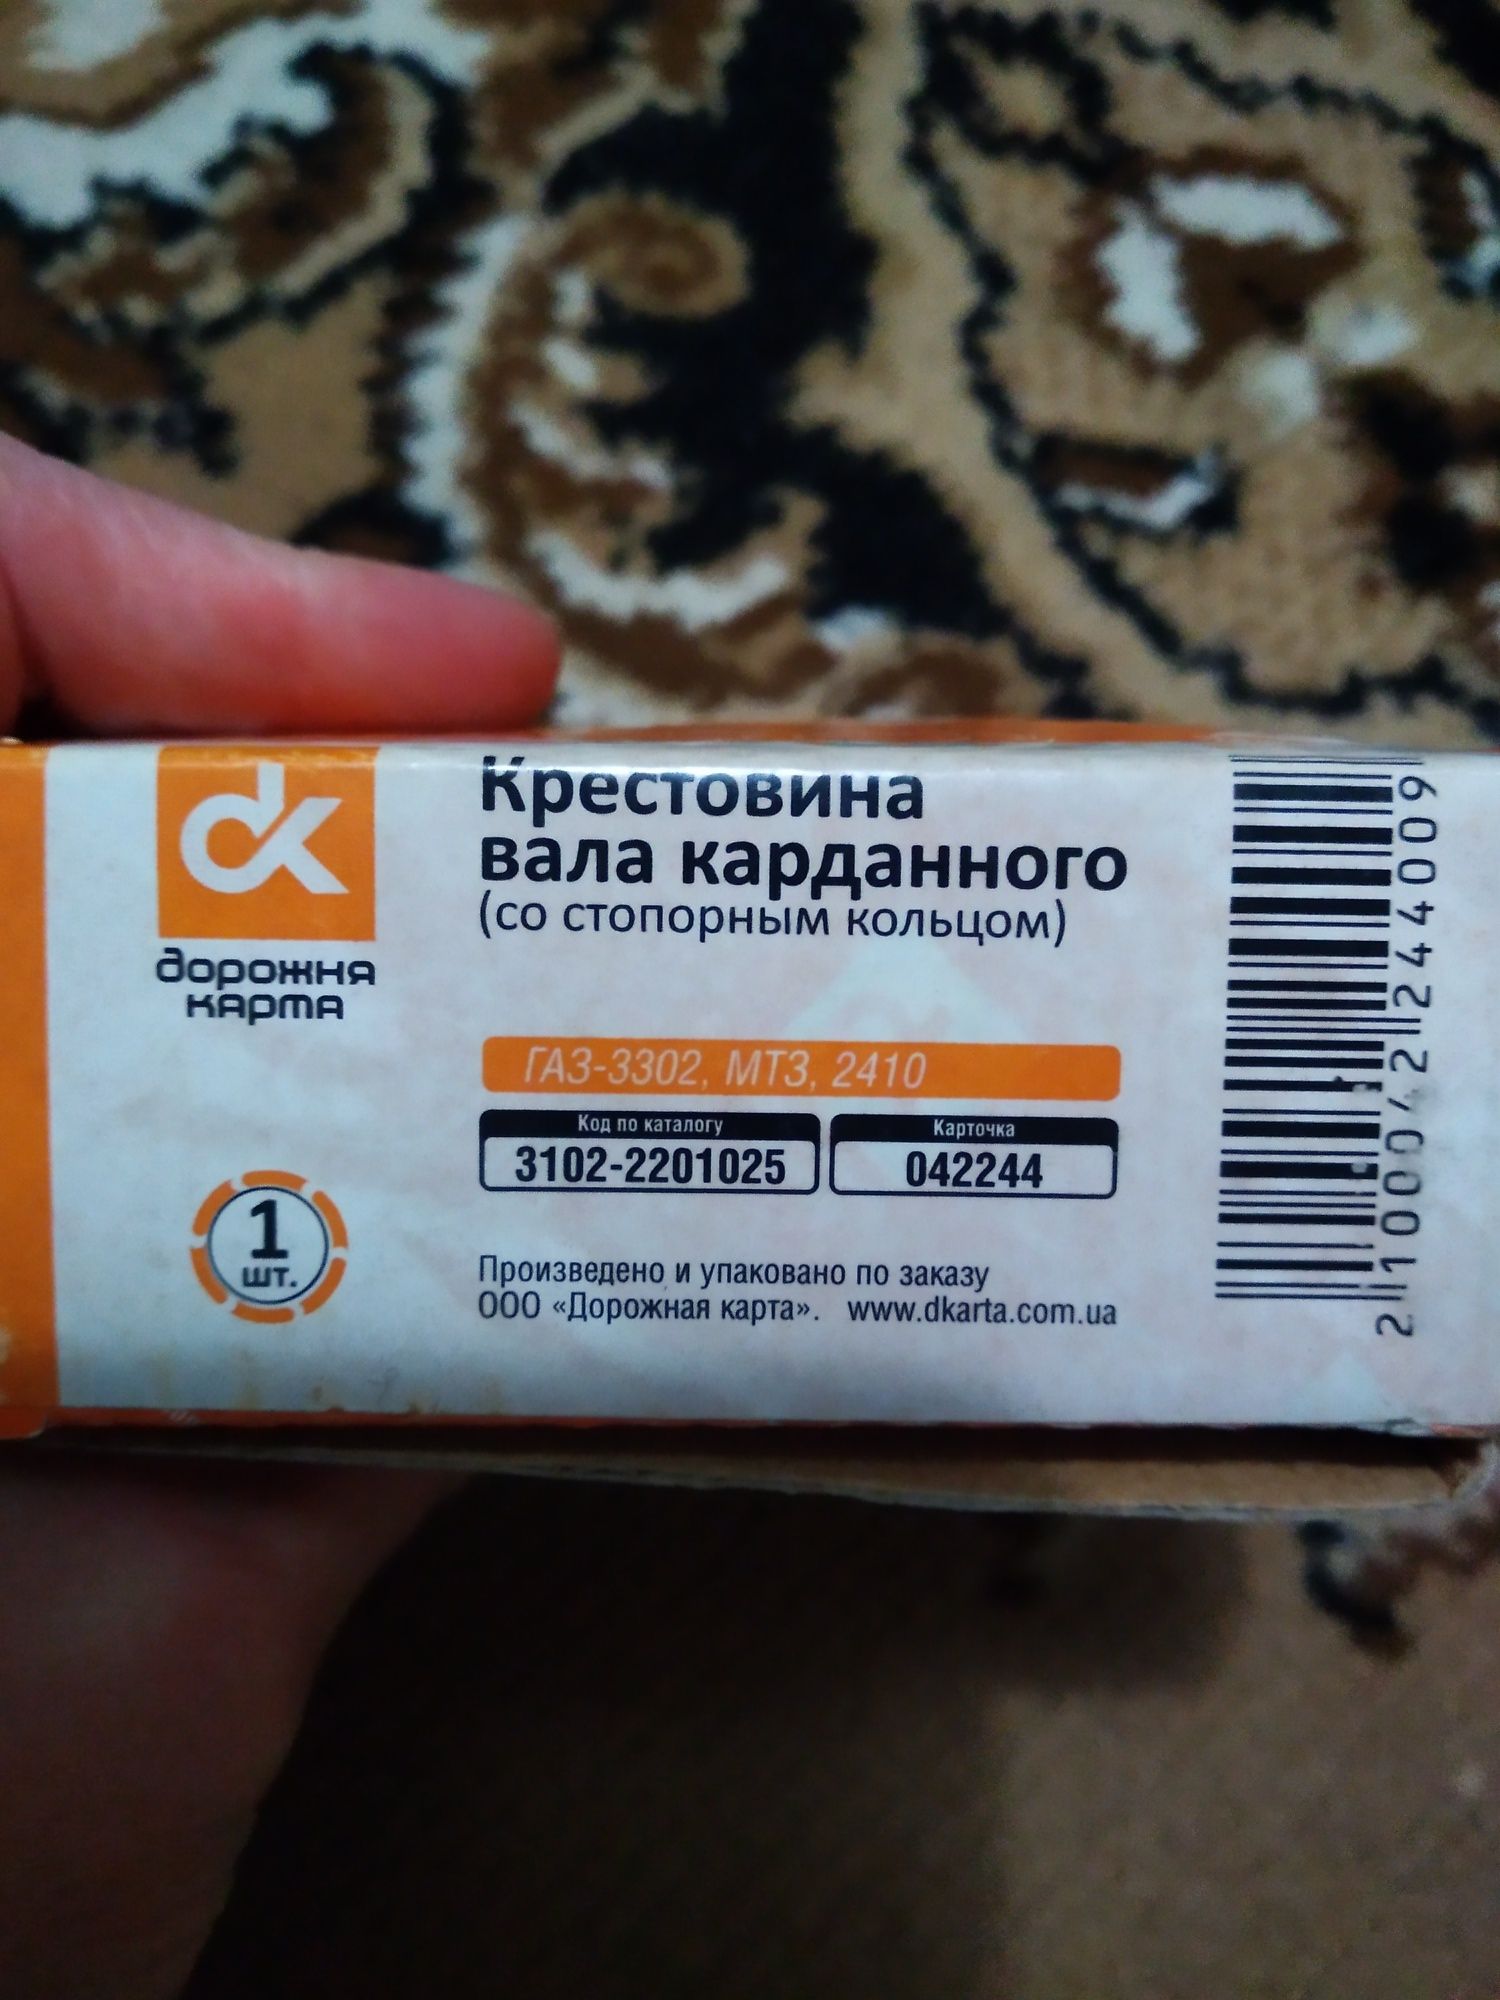 dk
дорожня
карта
Крестовина
вала карданного
(со стопорным кольцом)
ГАЗ-3302, МТЗ, 2410
Код по каталогу
3102-2201025
Карточка
042244
1
шт.
Произведено и упаковано по заказу
ООО «Дорожная карта». www.dkarta.com.ua
2100042244009